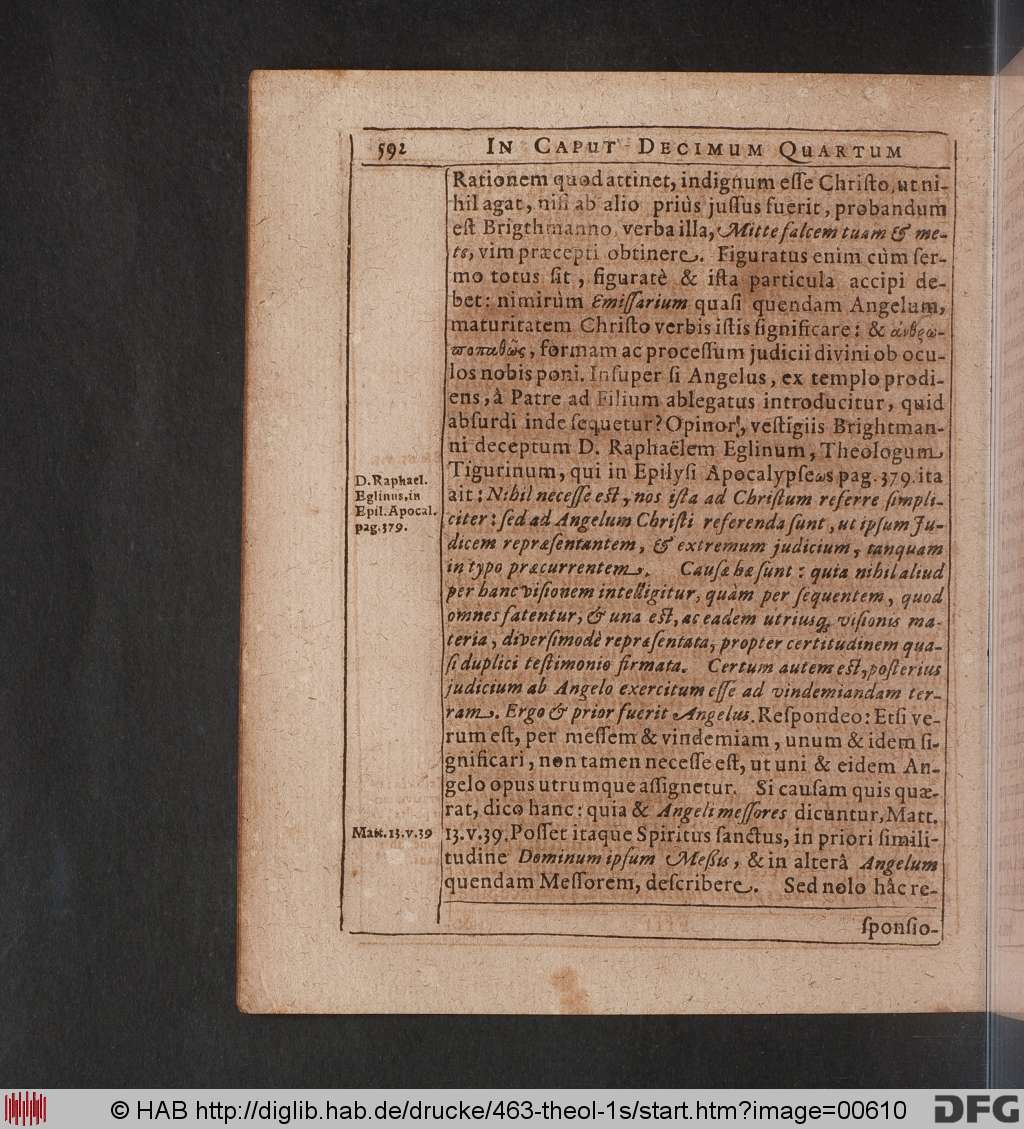 592 IN CAPUT DECIMUM QUARTUM
Rationem quod attinet, indignum eſſe Chriſto, ut ni-
hil agat, niſi ab alio priùs juſſus fuerit, probandum
eſt Brigthmanno, verba illa, Mitte falcem tuam & me-
te, vim præcepti obtinere. Figuratus enim cùm ſer-
mo totus ſit, figuratè & iſta particula accipi de-
bet: nimirùm Emiſſarium quaſi quendam Angelum,
maturitatem Chriſto verbis iſtis ſignificare: & ἀνθρω-
ποπαθῶς, formam ac proceſſum judicii divini ob ocu-
los nobis poni. Inſuper ſi Angelus, ex templo prodi-
ens, à Patre ad Filium ablegatus introducitur, quid
abſurdi inde ſequetur? Opinor, veſtigiis Brightman-
ni deceptum D. Raphaëlem Eglinum, Theologum
Tigurinum, qui in Epilyſi Apocalypſeωs pag. 379. ita
D. Raphael.
Eglinus, in
Epil. Apocal.
pag. 379.
ait: Nihil neceſſe eſt, nos iſta ad Chriſtum referre ſimpli-
citer: ſed ad Angelum Chriſti referenda ſunt, ut ipſum Ju-
dicem repræſentantem, & extremum judicium, tanquam
in typo præcurrentem. Cauſæ hæ ſunt: quia nihil aliud
per hanc viſionem intelligitur, quàm per ſequentem, quod
omnes fatentur, & una eſt, ac eadem utriusq; viſionis ma-
teria, diverſimodè repræſentata, propter certitudinem qua-
ſi duplici teſtimonio firmata. Certum autem eſt, poſterius
judicium ab Angelo exercitum eſſe ad vindemiandam ter-
ram. Ergo & prior fuerit Angelus. Reſpondeo: Etſi ve-
rum eſt, per meſſem & vindemiam, unum & idem ſi-
gnificari, non tamen neceſſe eſt, ut uni & eidem An-
gelo opus utrumque aſſignetur. Si cauſam quis quæ-
rat, dico hanc: quia & Angeli meſſores dicuntur, Matt.
Matt. 13. v. 39
13. v. 39. Poſſet itaque Spiritus ſanctus, in priori ſimili-
tudine Dominum ipſum Meßis, & in alterâ Angelum
quendam Meſſorem, deſcribere. Sed nolo hâc re-
ſponſio-
© HAB http://diglib.hab.de/drucke/463-theol-1s/start.htm?image=00610
DFG